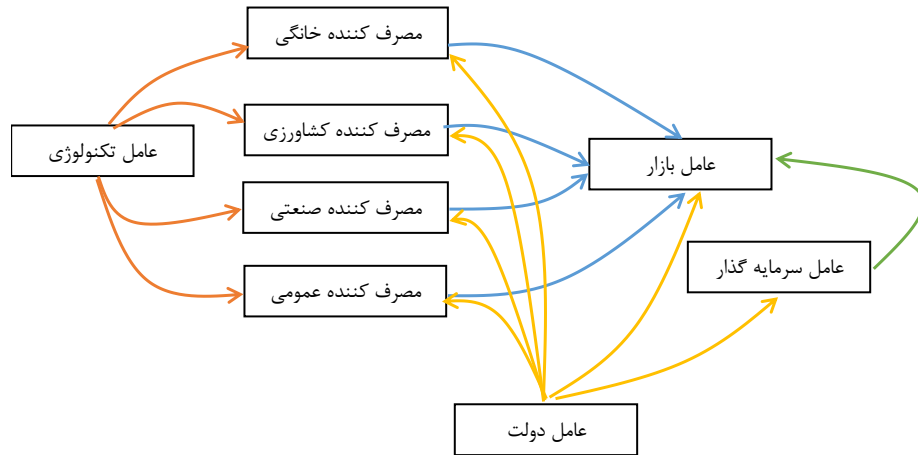 مصرف کننده خانگی
مصرف کننده کشاورزی
عامل تکنولوژی
عامل بازار
مصرف کننده صنعتی
عامل سرمایه گذار
مصرف کننده عمومی
عامل دولت